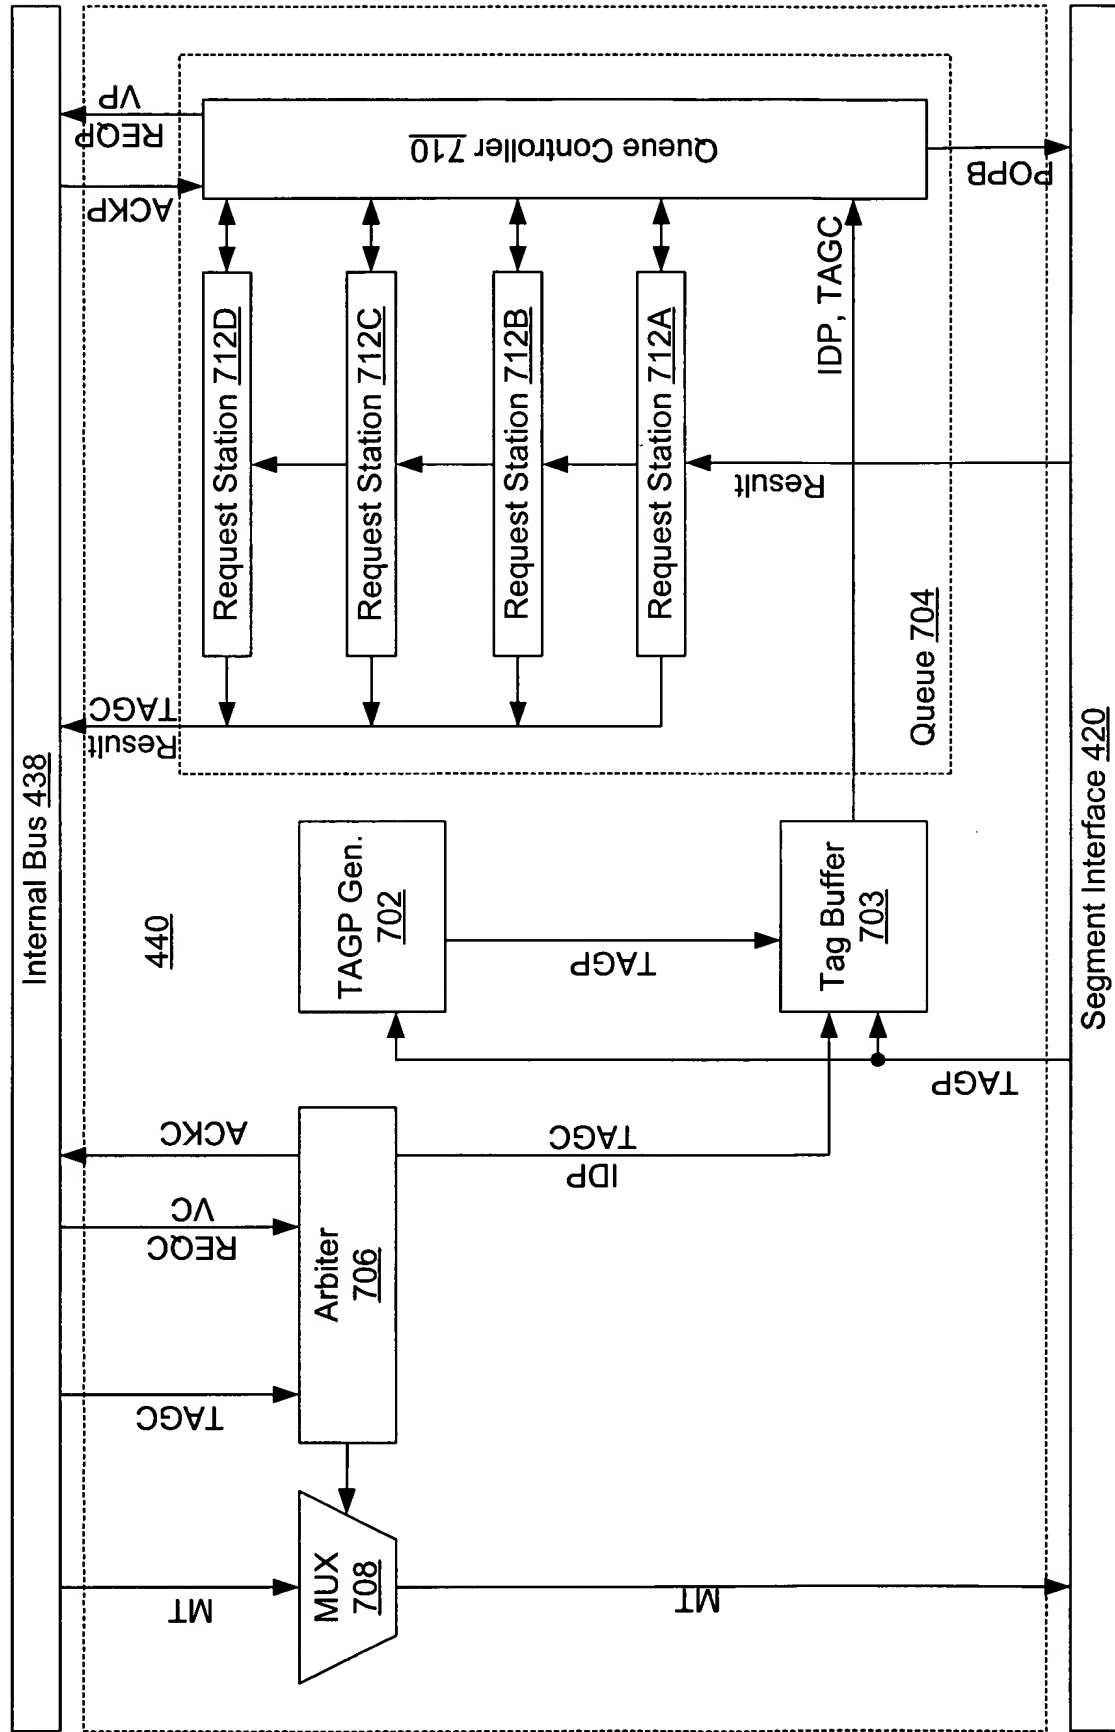 Internal Bus 438
440
MT
TAGC
REQC
VC
ACKC
Result
TAGC
ACKP
REQP
VP
MUX
708
Arbiter
706
TAGP Gen.
702
Request Station 712D
Request Station 712C
Request Station 712B
Request Station 712A
Queue Controller 710
IDP
TAGC
TAGP
Tag Buffer
703
IDP, TAGC
Queue 704
MT
TAGP
Result
POPB
Segment Interface 420